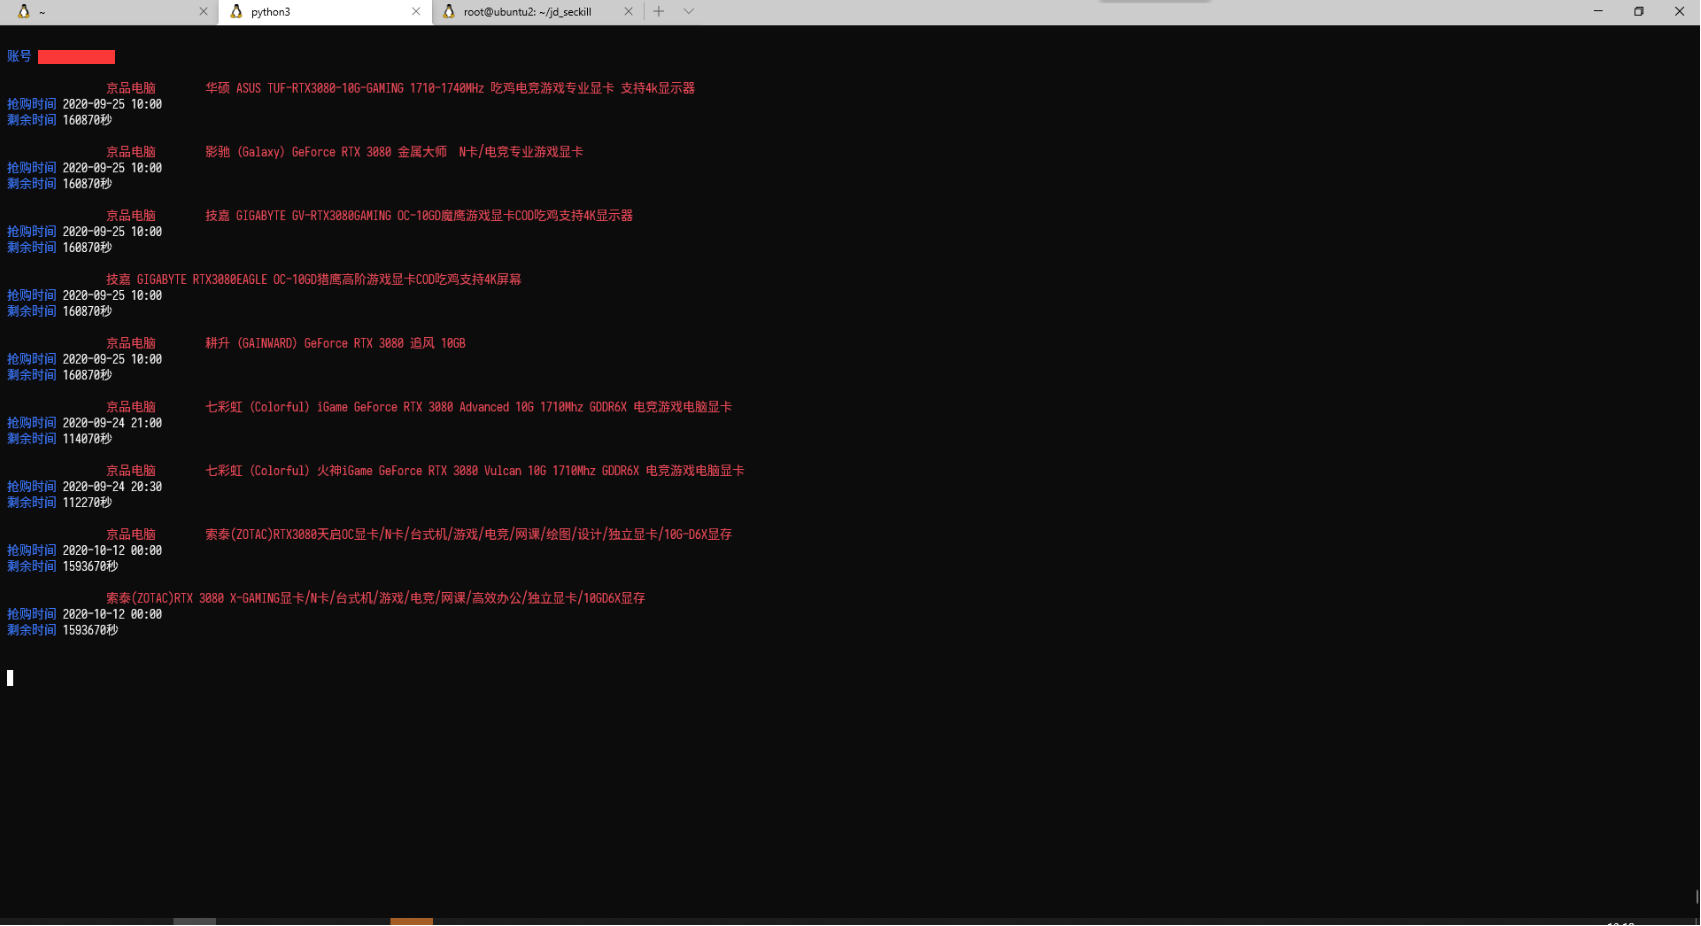 ~
python3
root@ubuntu2: ~/jd_seckill
账号
京品电脑 华硕 ASUS TUF-RTX3080-10G-GAMING 1710-1740MHz 吃鸡电竞游戏专业显卡 支持4k显示器
抢购时间 2020-09-25 10:00
剩余时间 160870秒
京品电脑 影驰（Galaxy）GeForce RTX 3080 金属大师 N卡/电竞专业游戏显卡
抢购时间 2020-09-25 10:00
剩余时间 160870秒
京品电脑 技嘉 GIGABYTE GV-RTX3080GAMING OC-10GD魔鹰游戏显卡COD吃鸡支持4K显示器
抢购时间 2020-09-25 10:00
剩余时间 160870秒
技嘉 GIGABYTE RTX3080EAGLE OC-10GD猎鹰高阶游戏显卡COD吃鸡支持4K屏幕
抢购时间 2020-09-25 10:00
剩余时间 160870秒
京品电脑 耕升（GAINWARD）GeForce RTX 3080 追风 10GB
抢购时间 2020-09-25 10:00
剩余时间 160870秒
京品电脑 七彩虹（Colorful）iGame GeForce RTX 3080 Advanced 10G 1710Mhz GDDR6X 电竞游戏电脑显卡
抢购时间 2020-09-24 21:00
剩余时间 114070秒
京品电脑 七彩虹（Colorful）火神iGame GeForce RTX 3080 Vulcan 10G 1710Mhz GDDR6X 电竞游戏电脑显卡
抢购时间 2020-09-24 20:30
剩余时间 112270秒
京品电脑 索泰(ZOTAC)RTX3080天启OC显卡/N卡/台式机/游戏/电竞/网课/绘图/设计/独立显卡/10G-D6X显存
抢购时间 2020-10-12 00:00
剩余时间 1593670秒
索泰(ZOTAC)RTX 3080 X-GAMING显卡/N卡/台式机/游戏/电竞/网课/高效办公/独立显卡/10GD6X显存
抢购时间 2020-10-12 00:00
剩余时间 1593670秒